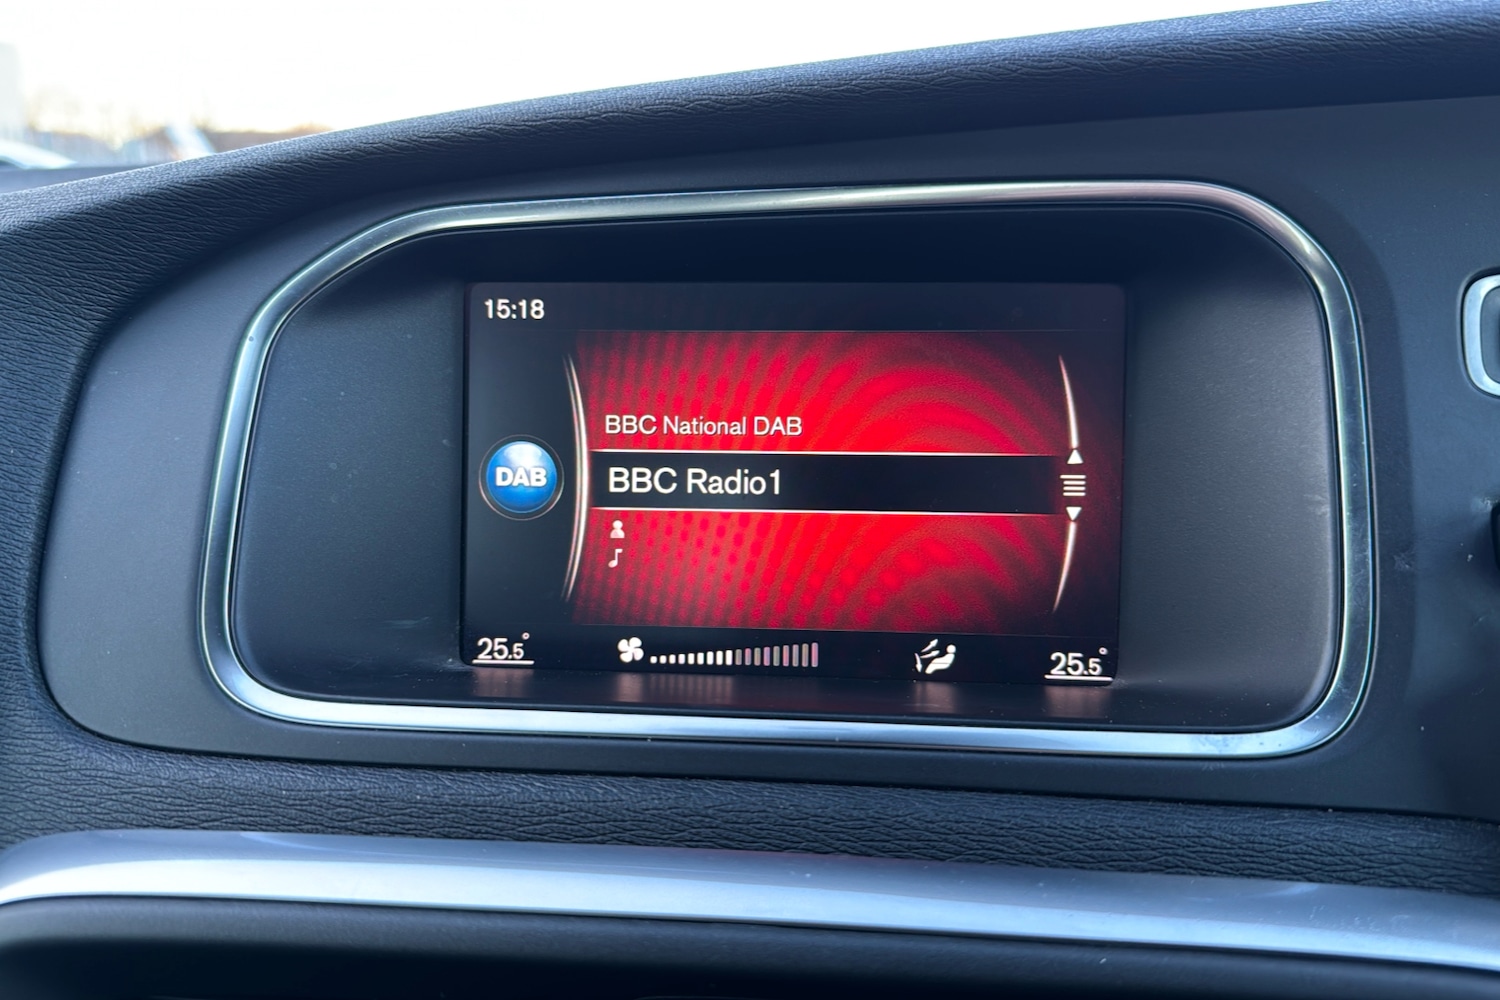 15:18
BBC National DAB
DAB
BBC Radio1
25.5°
25.5°